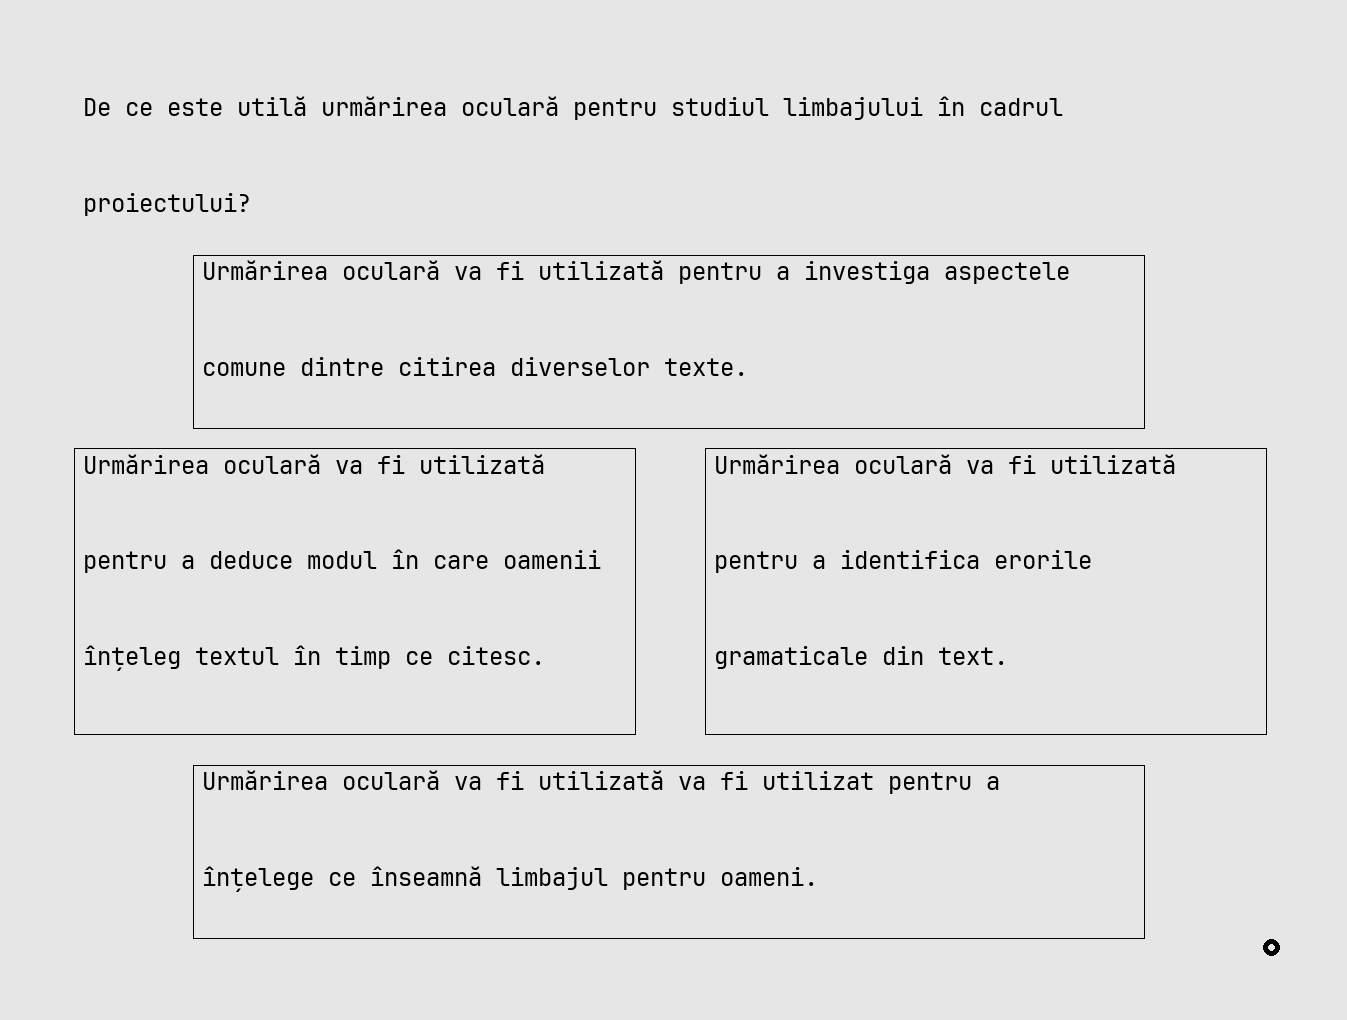 De ce este utilă urmărirea oculară pentru studiul limbajului în cadrul
proiectului?
Urmărirea oculară va fi utilizată pentru a investiga aspectele
comune dintre citirea diverselor texte.
Urmărirea oculară va fi utilizată
pentru a deduce modul în care oamenii
înțeleg textul în timp ce citesc.
Urmărirea oculară va fi utilizată
pentru a identifica erorile
gramaticale din text.
Urmărirea oculară va fi utilizată va fi utilizat pentru a
înțelege ce înseamnă limbajul pentru oameni.